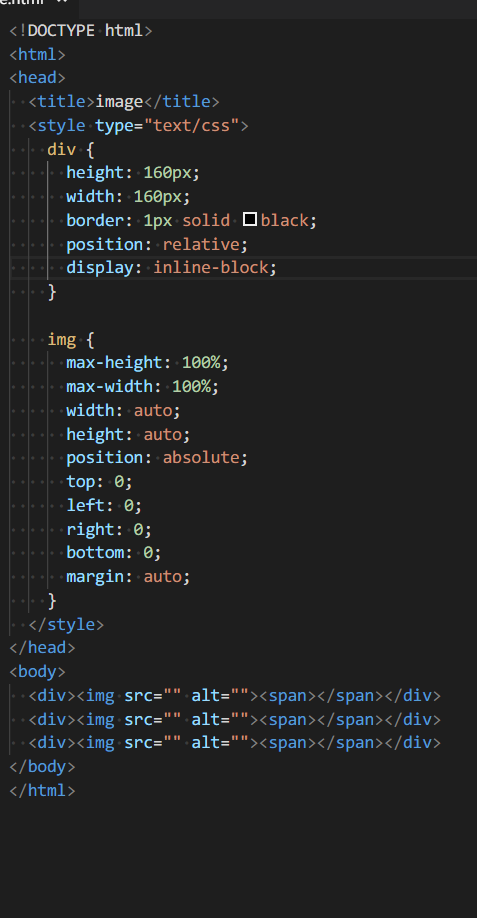 e.html
<!DOCTYPE html>
<html>
<head>
<title>image</title>
<style type="text/css">
div {
height: 160px;
width: 160px;
border: 1px solid black;
position: relative;
display: inline-block;
}
img {
max-height: 100%;
max-width: 100%;
width: auto;
height: auto;
position: absolute;
top: 0;
left: 0;
right: 0;
bottom: 0;
margin: auto;
}
</style>
</head>
<body>
<div><img src="" alt=""><span></span></div>
<div><img src="" alt=""><span></span></div>
<div><img src="" alt=""><span></span></div>
</body>
</html>